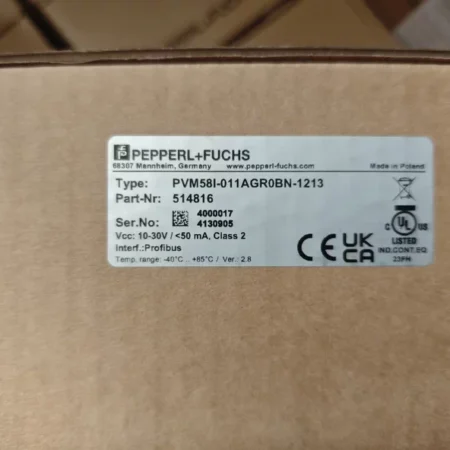 PEPPERL+FUCHS
68307 Mannheim, Germany www.pepperl-fuchs.com Made in Poland
Type: PVM58I-011AGR0BN-1213
Part-Nr: 514816
Ser.No: 4000017
4130905
Vcc: 10-30V / <50 mA, Class 2
Interf.:Profibus
Temp. range: -40°C... +85°C / Ver.: 2.8
CE UK CA
C UL US
LISTED
IND.CONT.EQ.
23PM